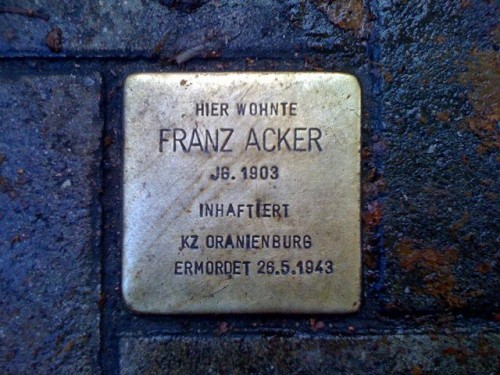 HIER WOHNTE
FRANZ ACKER
JG. 1903
INHAFTIERT
KZ ORANIENBURG
ERMORDET 26.5.1943